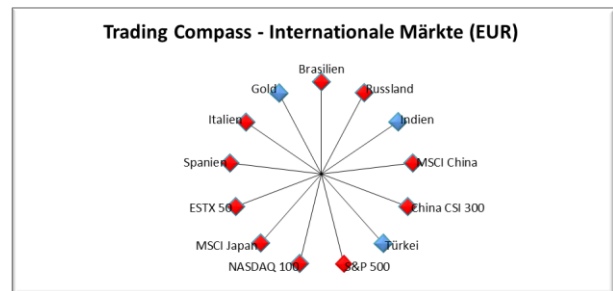 Trading Compass - Internationale Märkte (EUR)
Brasilien
Gold
Russland
Italien
Indien
Spanien
MSCI China
ESTX 50
China CSI 300
MSCI Japan
Türkei
NASDAQ 100
S&P 500